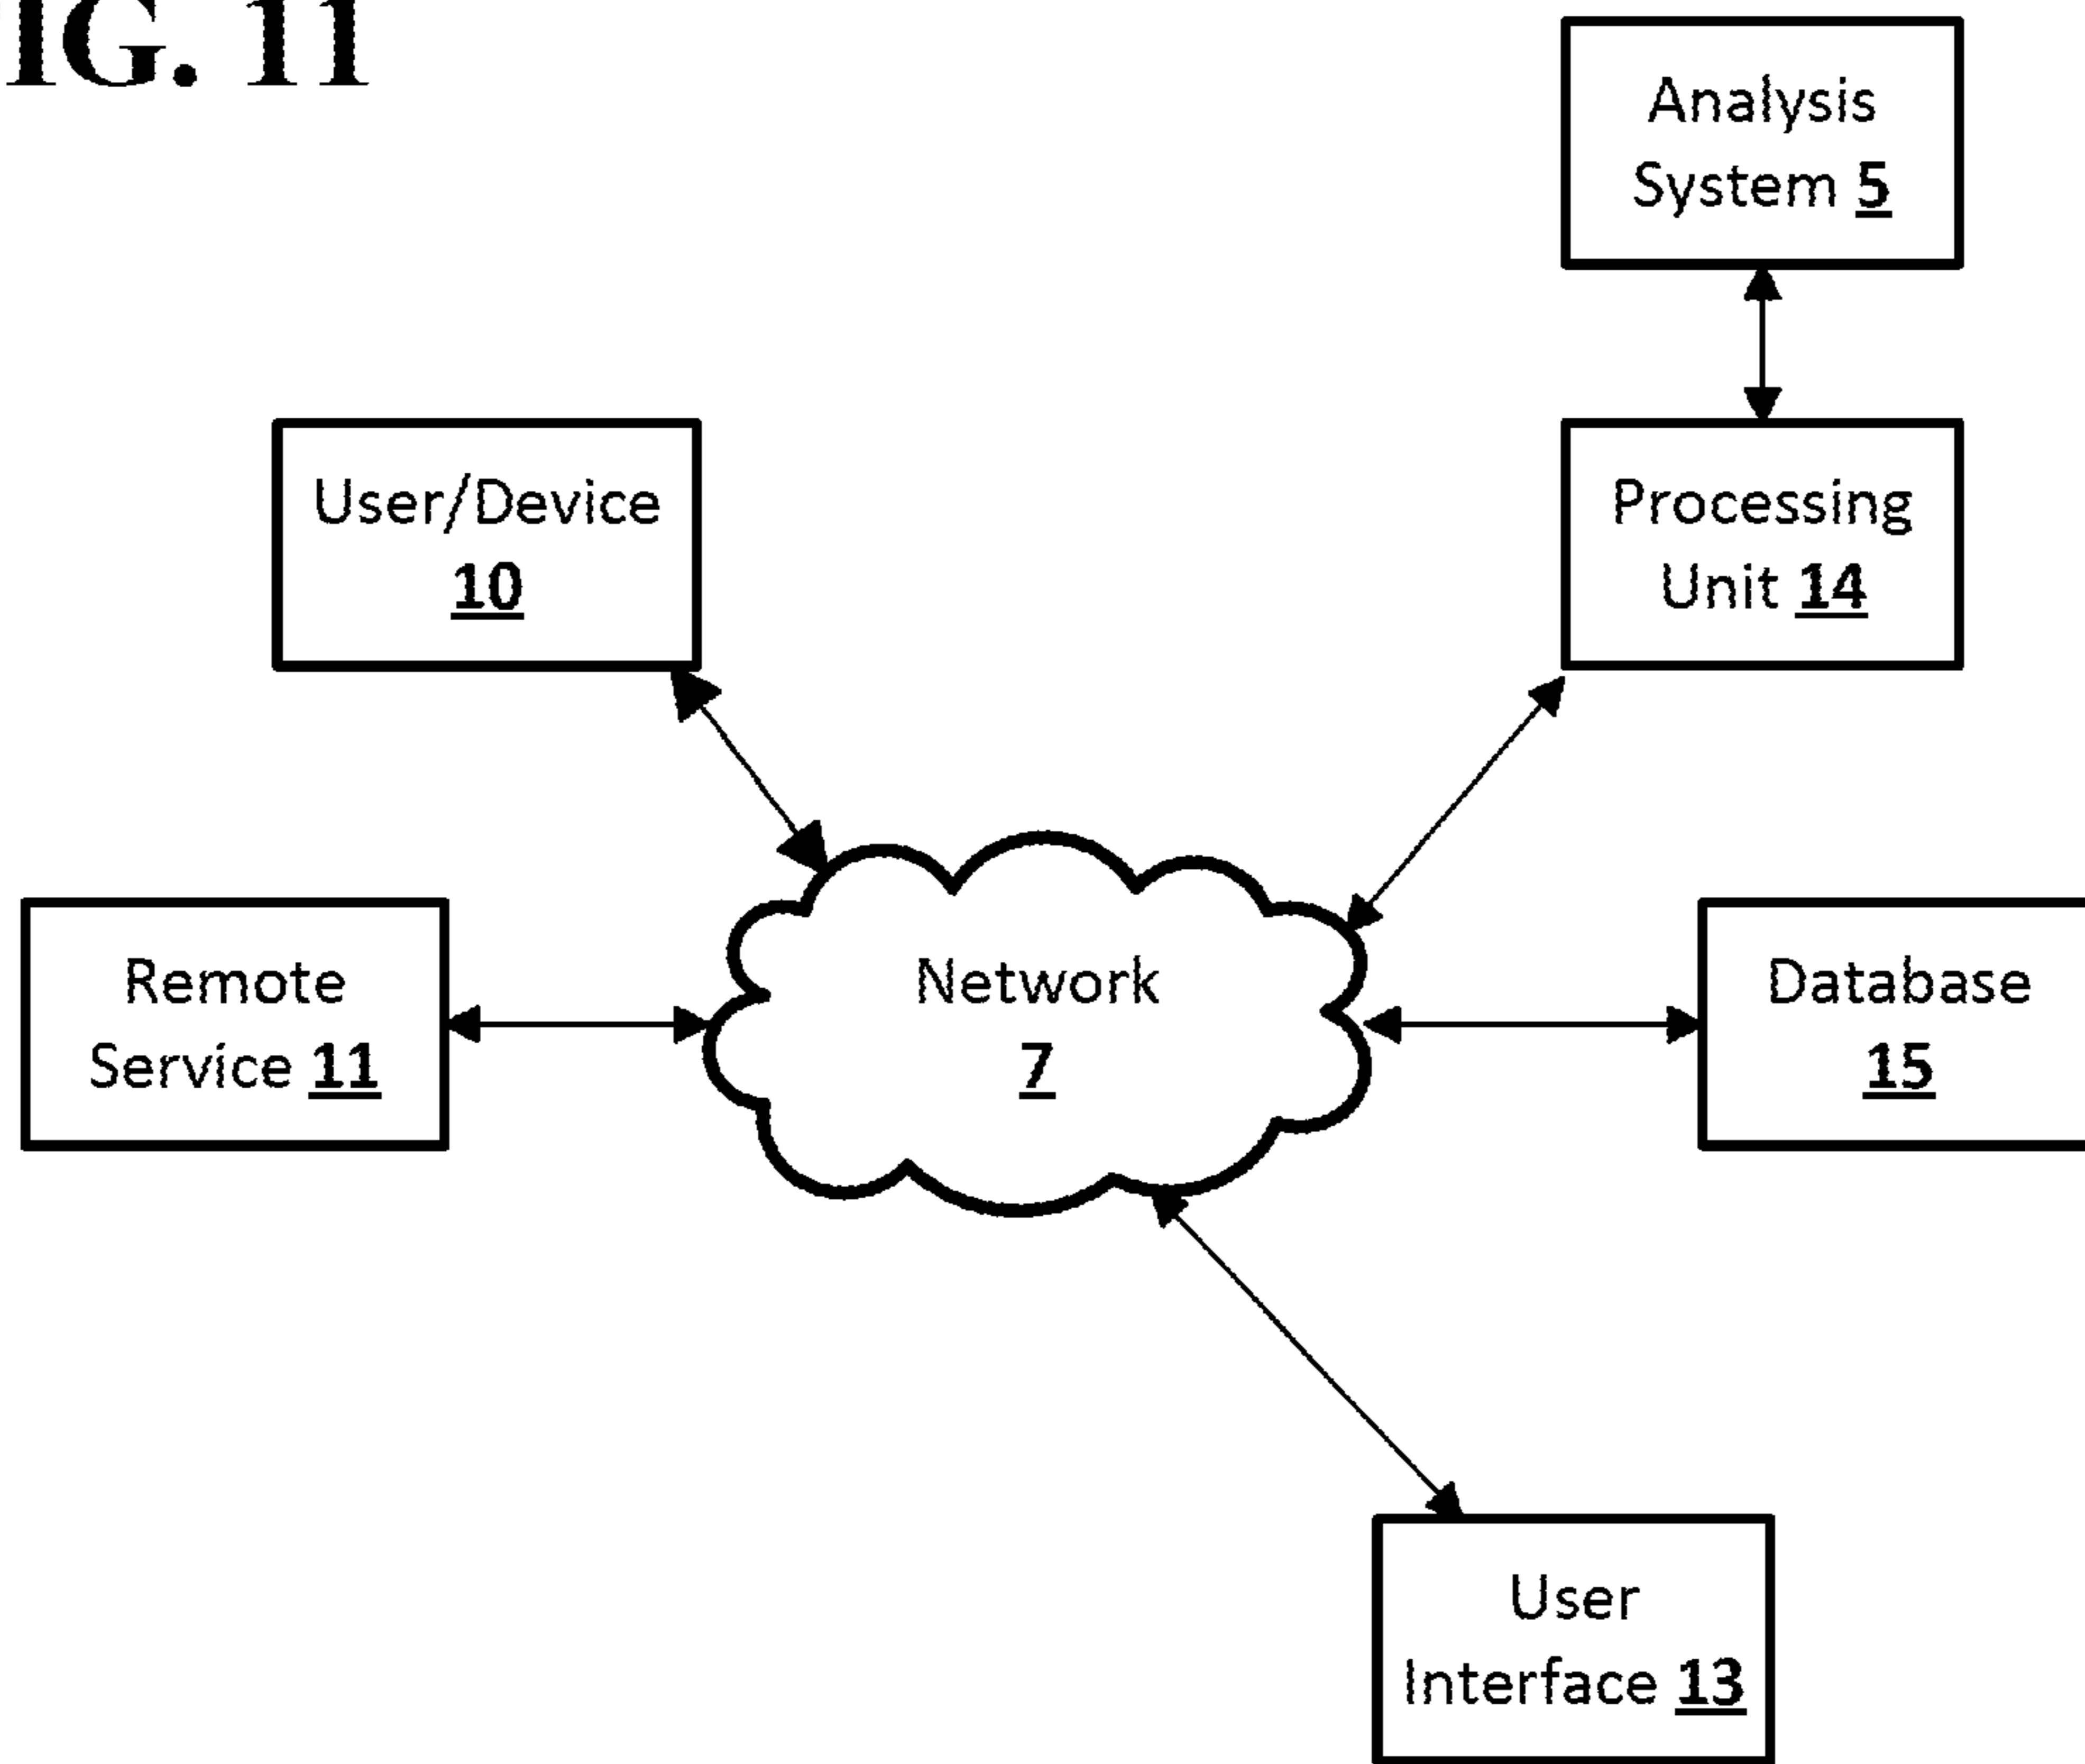 IG. 11
Analysis
System 5
User/Device
10
Processing
Unit 14
Remote
Service 11
Network
7
Database
15
User
Interface 13